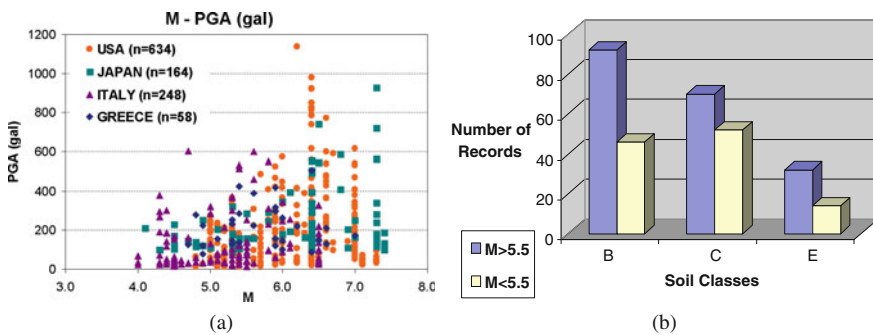 M - PGA (gal)
PGA (gal)
1200
1000
800
600
400
200
0
USA (n=634)
JAPAN (n=164)
ITALY (n=248)
GREECE (n=58)
3.0 4.0 5.0 6.0 7.0 8.0
M
(a)
Number of
Records
100
80
60
40
20
0
B C E
Soil Classes
M>5.5
M<5.5
(b)